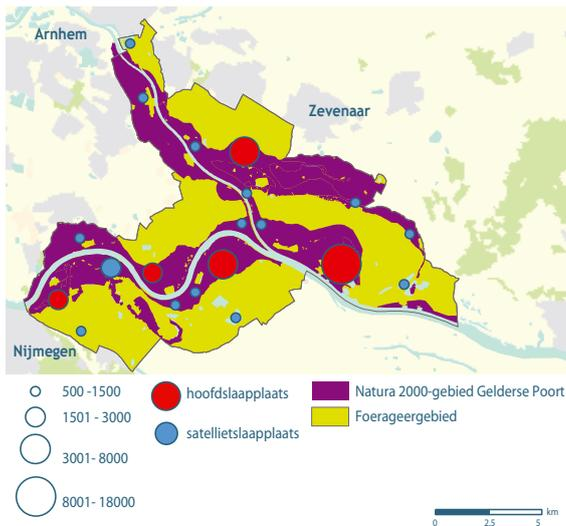 Arnhem
Zevenaar
Nijmegen
500 -1500
1501 - 3000
3001- 8000
8001- 18000
hoofdslaapplaats
satellietslaapplaats
Natura 2000-gebied Gelderse Poort
Foerageergebied
km
0 2.5 5